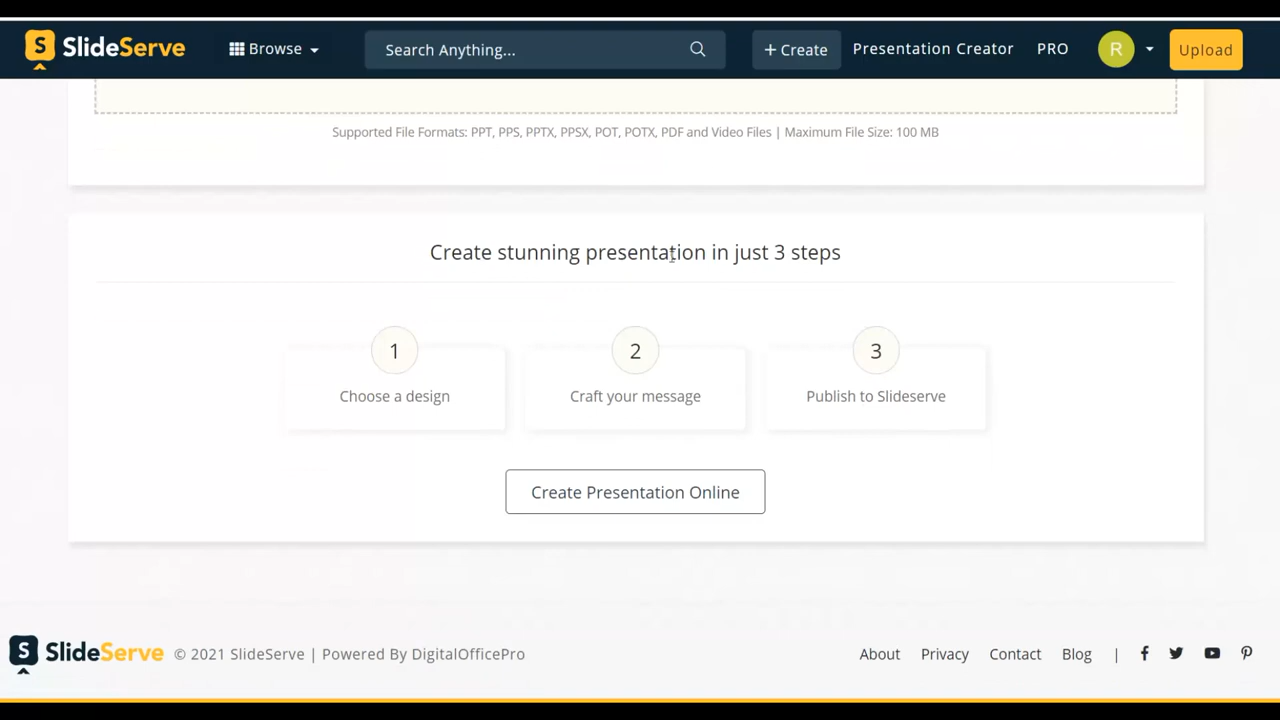 S SlideServe Browse Search Anything... + Create Presentation Creator PRO R Upload
Supported File Formats: PPT, PPS, PPTX, PPSX, POT, POTX, PDF and Video Files | Maximum File Size: 100 MB
Create stunning presentation in just 3 steps
1 2 3
Choose a design Craft your message Publish to Slideserve
Create Presentation Online
S SlideServe © 2021 SlideServe | Powered By DigitalOfficePro About Privacy Contact Blog |